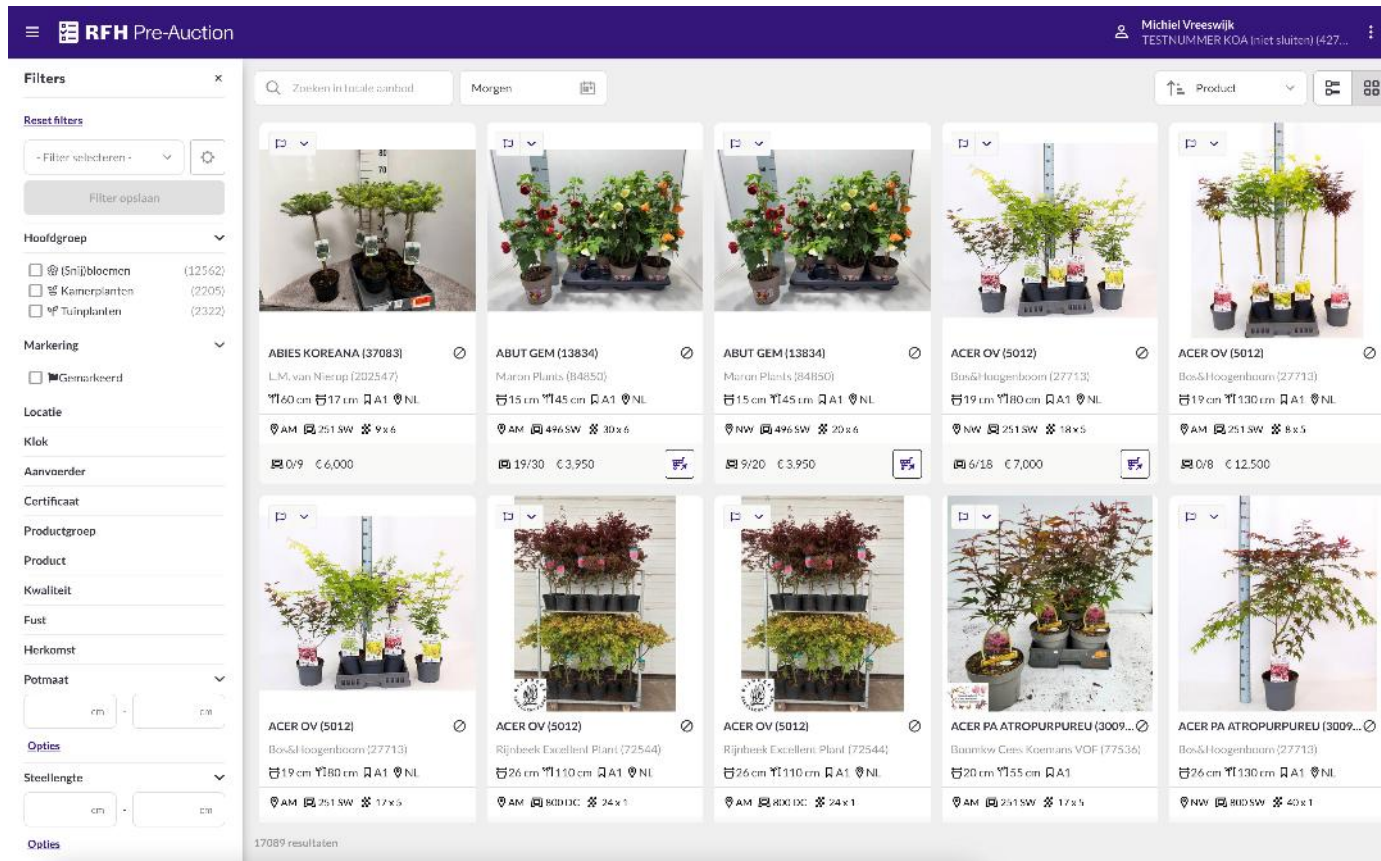 RFH Pre-Auction
Michiel Vreeswijk
TESTNUMMER KOA (niet sluiten) (427...
Filters
Reset filters
- Filter selecteren -
Filter opslaan
Hoofdgroep
(Snij)bloemen (12562)
Kamerplanten (2205)
Tuinplanten (2322)
Markering
Gemarkeerd
Locatie
Klok
Aanvoerder
Certificaat
Productgroep
Product
Kwaliteit
Fust
Herkomst
Potmaat
cm - cm
Opties
Steellengte
cm - cm
Opties
Zoeken in totale aanbod
Morgen
Product
80
70
ABIES KOREANA (37083)
L.M. van Nierop (202547)
60 cm 17 cm A1 NL
AM 251 SW 9 x 6
0/9 € 6,000
ABUT GEM (13834)
Maron Plants (84850)
15 cm 45 cm A1 NL
AM 496 SW 30 x 6
19/30 € 3,950
ABUT GEM (13834)
Maron Plants (84850)
15 cm 45 cm A1 NL
NW 496 SW 20 x 6
9/20 € 3,950
ACER OV (5012)
Bos&Hoogenboom (27713)
19 cm 80 cm A1 NL
NW 251 SW 18 x 5
6/18 € 7,000
ACER OV (5012)
Bos&Hoogenboom (27713)
19 cm 130 cm A1 NL
AM 251 SW 8 x 5
0/8 € 12,500
ACER OV (5012)
Bos&Hoogenboom (27713)
19 cm 80 cm A1 NL
AM 251 SW 17 x 5
ACER OV (5012)
Rijnbeek Excellent Plant (72544)
26 cm 110 cm A1 NL
AM 800 DC 24 x 1
ACER OV (5012)
Rijnbeek Excellent Plant (72544)
26 cm 110 cm A1 NL
AM 800 DC 24 x 1
ACER PA ATROPURPUREU (3009...
Boomkw Cees Koemans VOF (77536)
20 cm 55 cm A1
AM 251 SW 17 x 5
ACER PA ATROPURPUREU (3009...
Bos&Hoogenboom (27713)
26 cm 130 cm A1 NL
NW 800 SW 40 x 1
17089 resultaten